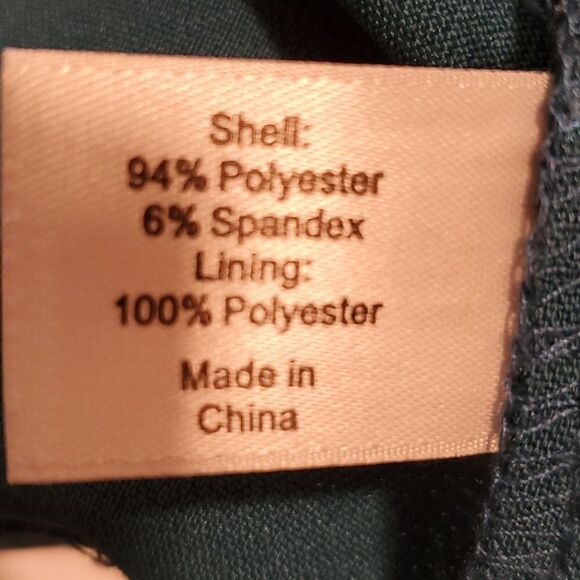 Shell:
94% Polyester
6% Spandex
Lining:
100% Polyester
Made in
China